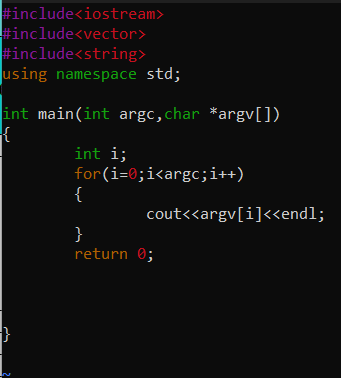 #include<iostream>
#include<vector>
#include<string>
using namespace std;
int main(int argc,char *argv[])
{
        int i;
        for(i=0;i<argc;i++)
        {
                cout<<argv[i]<<endl;
        }
        return 0;
}
~